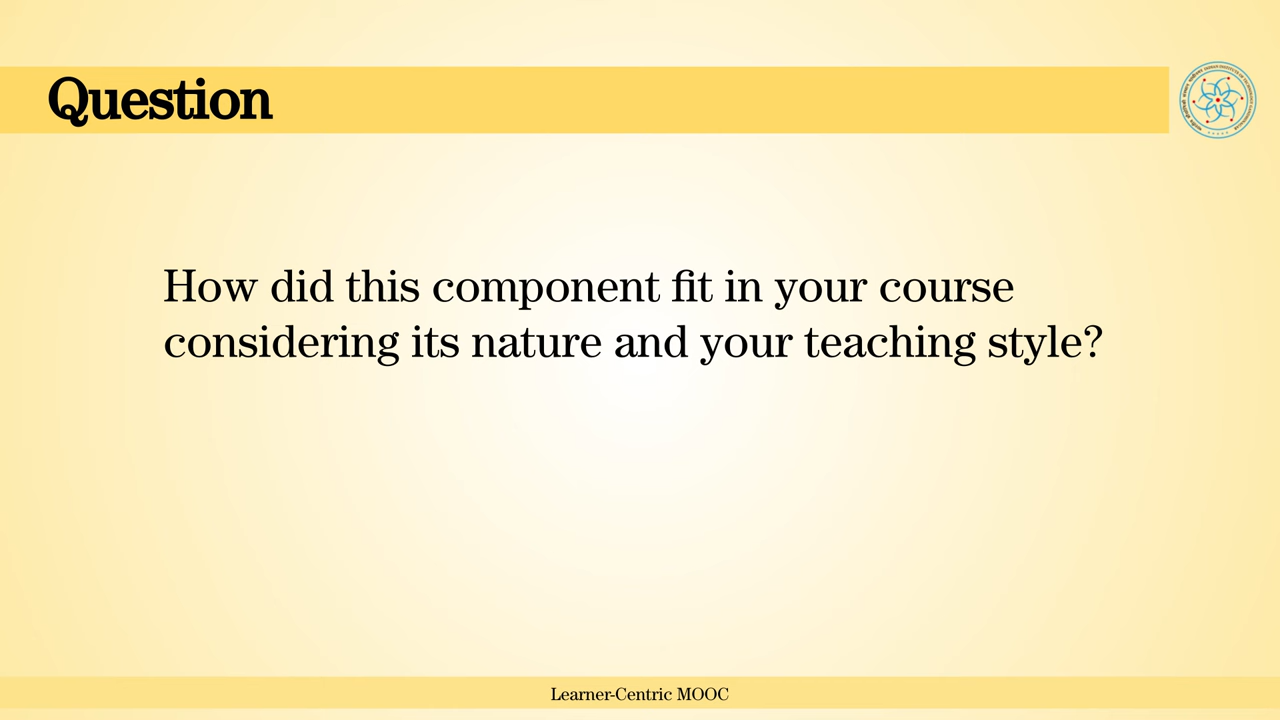 Question
How did this component fit in your course
considering its nature and your teaching style?
Learner-Centric MOOC